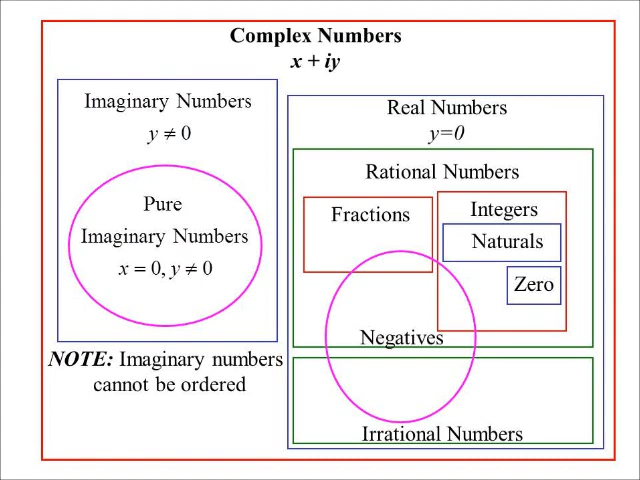 Complex Numbers
x + iy
Imaginary Numbers
y ≠ 0
Pure
Imaginary Numbers
x = 0, y ≠ 0
NOTE: Imaginary numbers
cannot be ordered
Real Numbers
y=0
Rational Numbers
Fractions
Integers
Naturals
Zero
Negatives
Irrational Numbers